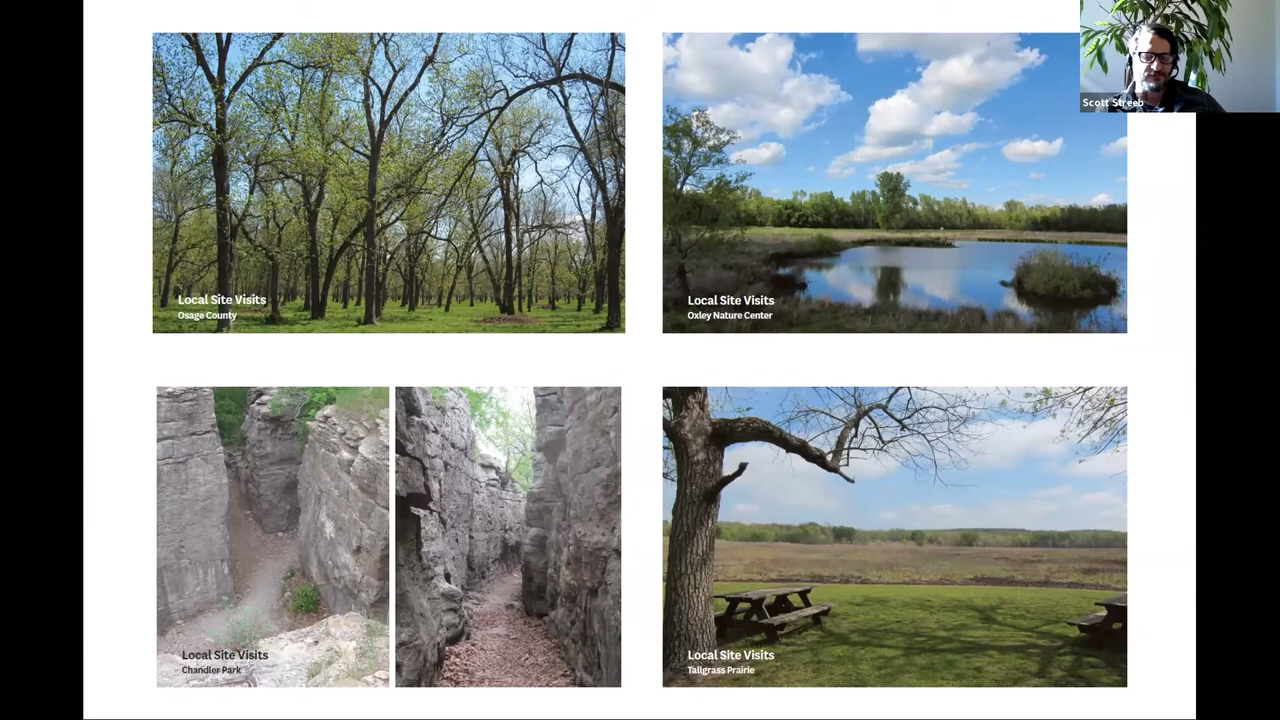 Scott Streeb
Local Site Visits
Osage County
Local Site Visits
Oxley Nature Center
Local Site Visits
Chandler Park
Local Site Visits
Tallgrass Prairie